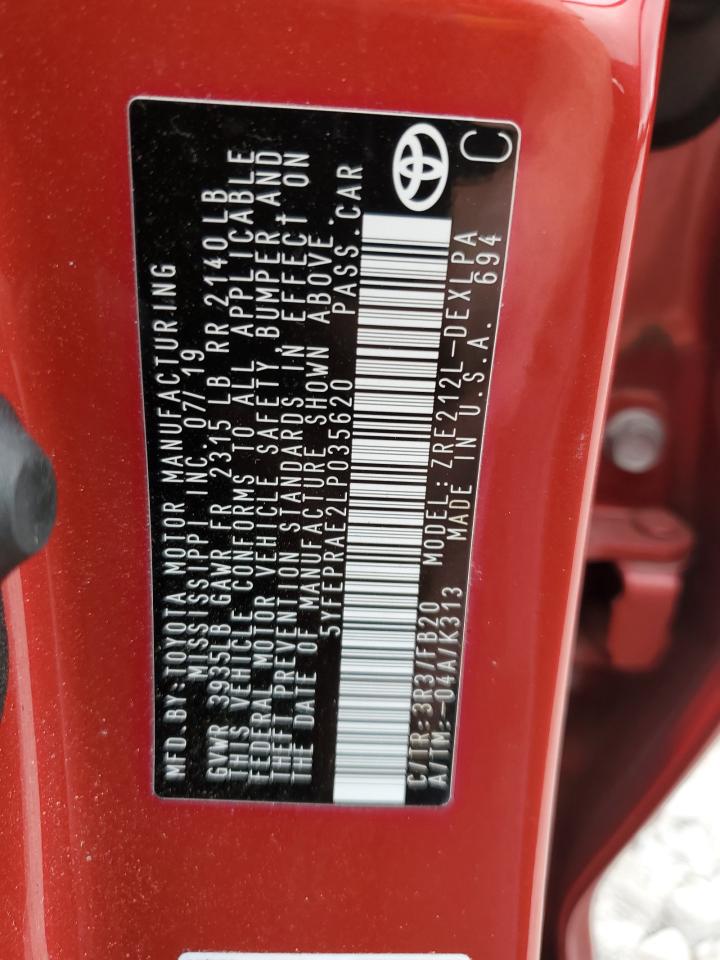 MFD.BY:TOYOTA MOTOR MANUFACTURING
MISSISSIPPI INC. 07/19
GVWR 3935LB GAWR FR 2315 LB RR 2140LB
THIS VEHICLE CONFORMS TO ALL APPLICABLE
FEDERAL MOTOR VEHICLE SAFETY, BUMPER, AND
THEFT PREVENTION STANDARDS IN EFFECT ON
THE DATE OF MANUFACTURE SHOWN ABOVE.
5YFEPRAE2LP035620 PASS.CAR
C/TR:3R3/FB20 MODEL:ZRE212L-DEXLPA
A/TM:-04A/K313 MADE IN U.S.A. 694
C